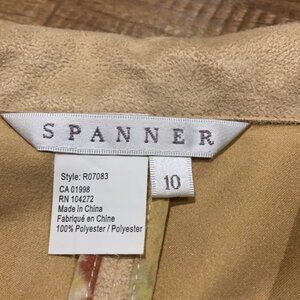 SPANNER
10
Style: R07083
CA 01998
RN 104272
Made in China
Fabriqué en Chine
100% Polyester / Polyester